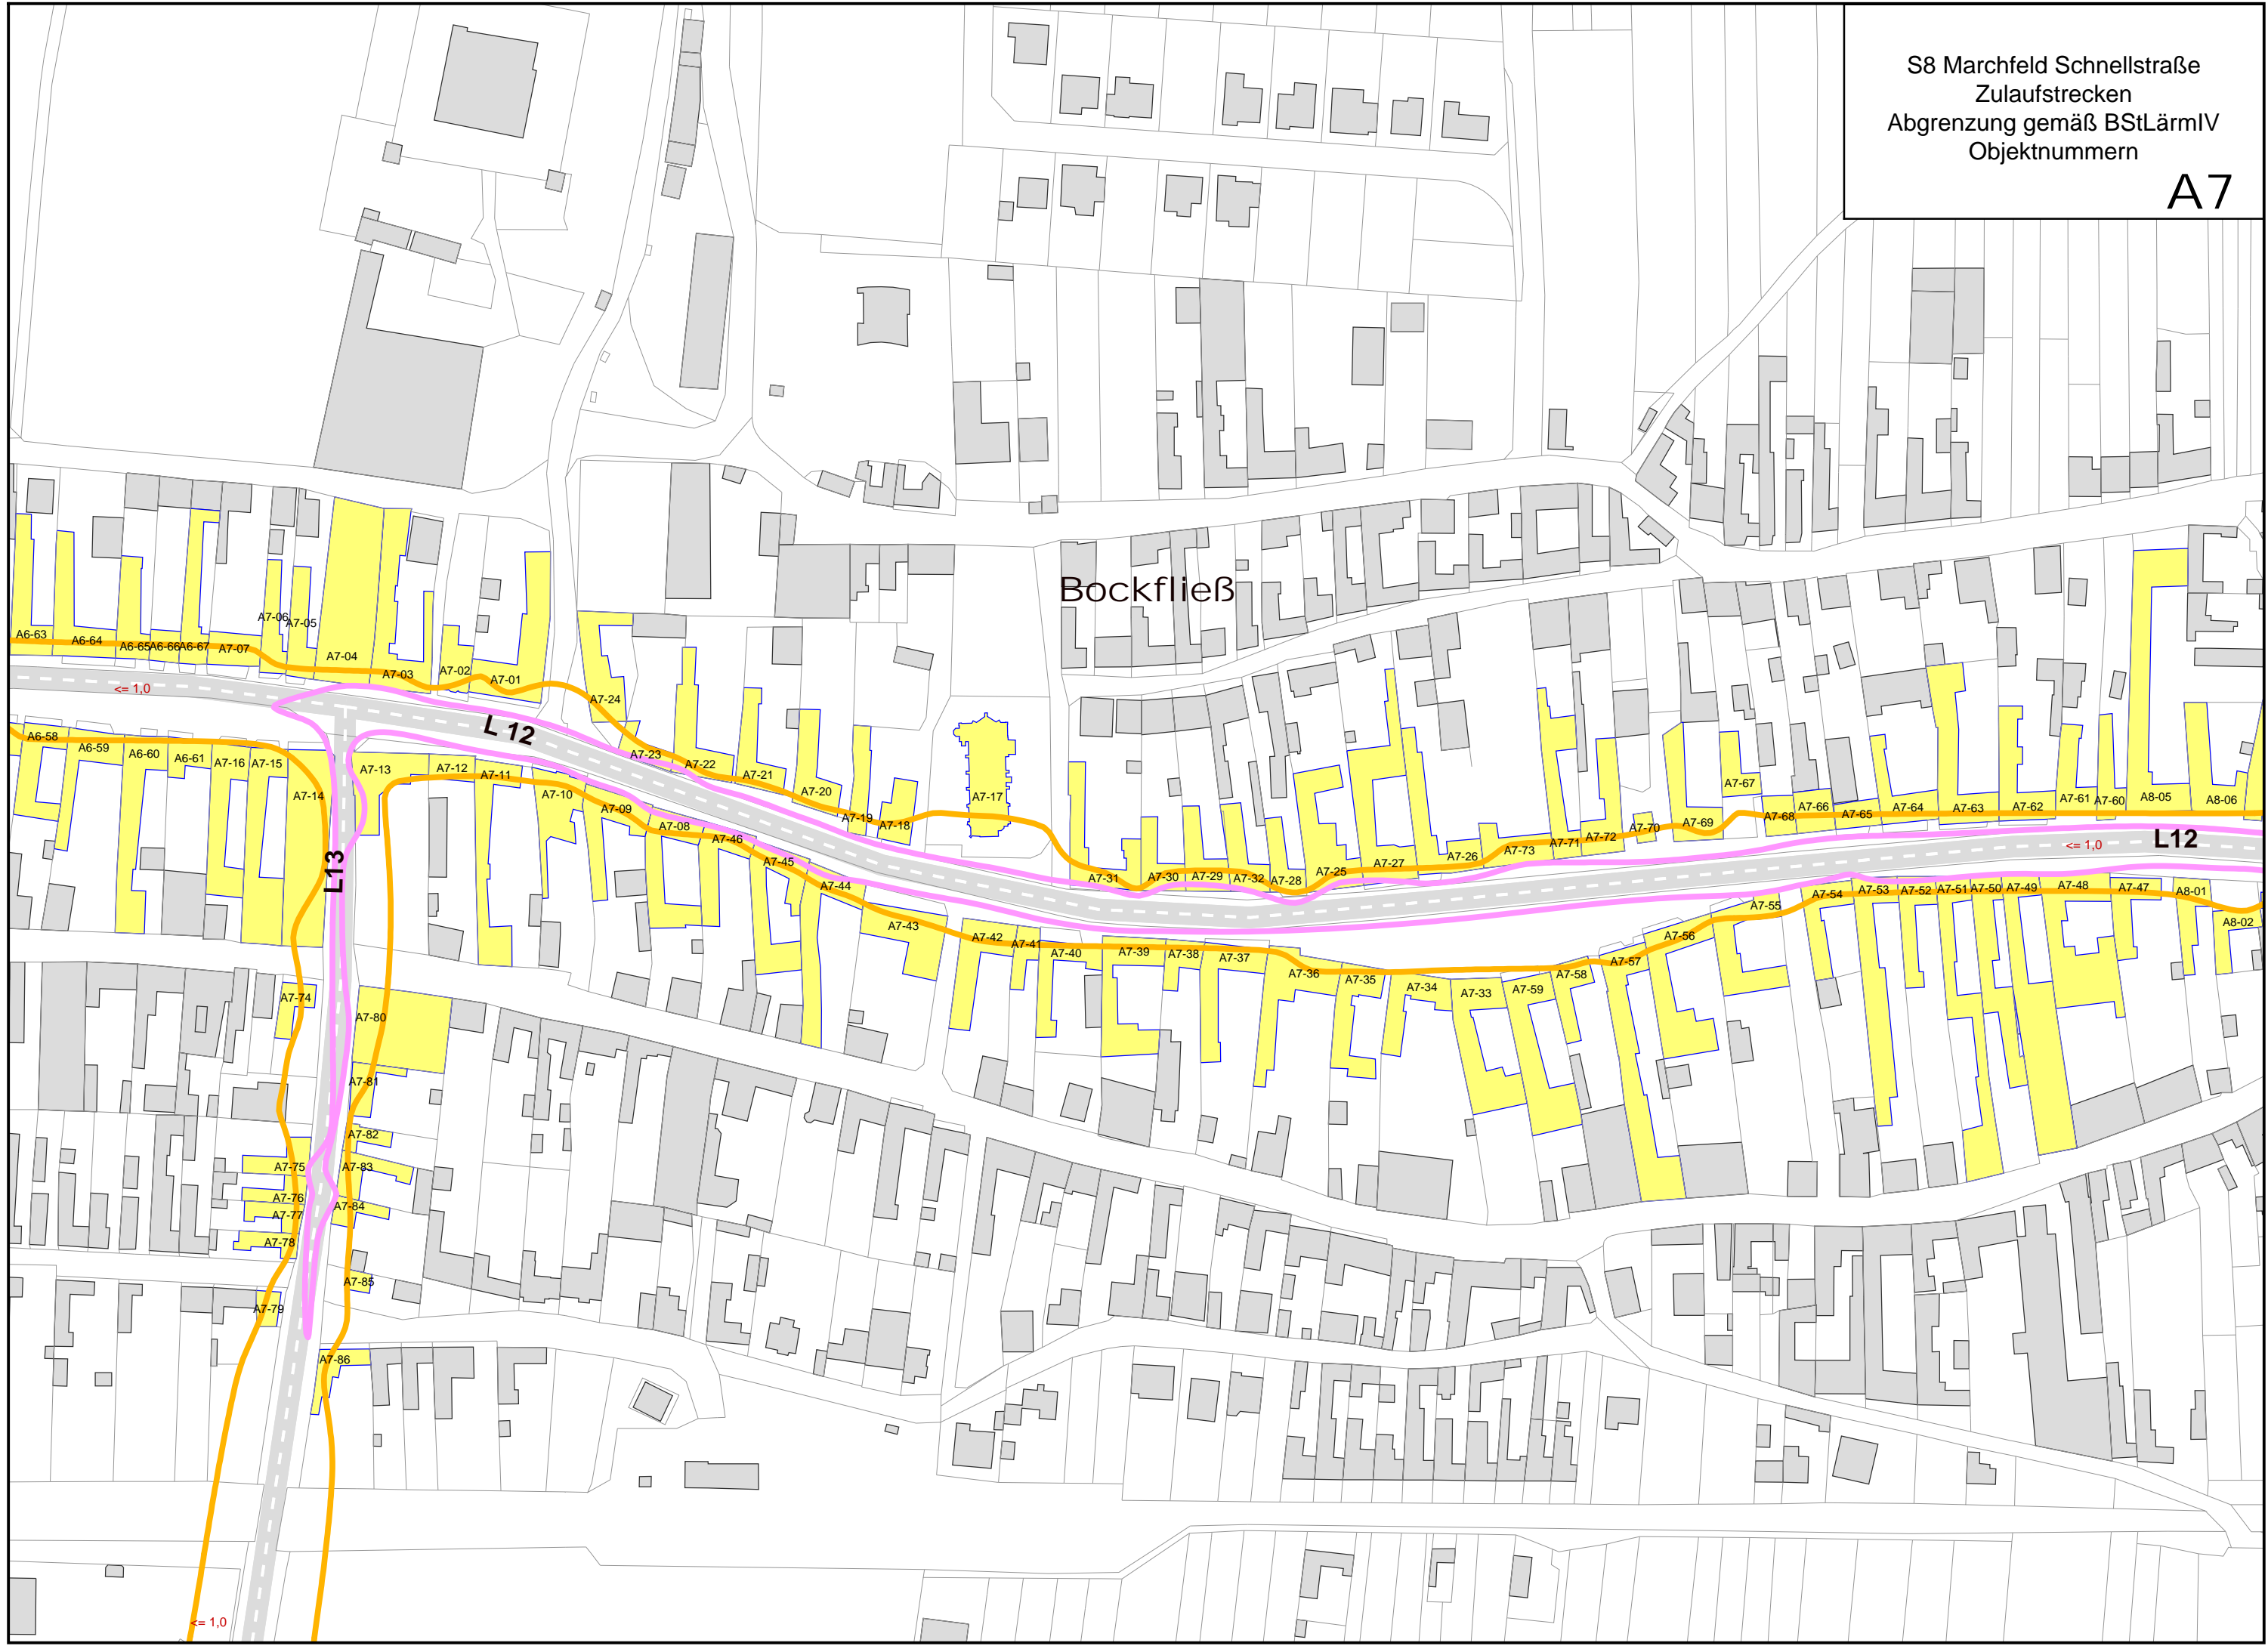 S8 Marchfeld Schnellstraße
Zulaufstrecken
Abgrenzung gemäß BStLärmIV
Objektnummern
A7
Bockfließ
A6-63
A6-64
A6-65
A6-66
A6-67
A7-07
A7-06
A7-05
A7-04
A7-03
A7-02
A7-01
A7-24
<= 1,0
L 12
A7-23
A7-22
A7-21
A7-20
A7-19
A7-18
A7-17
A6-58
A6-59
A6-60
A6-61
A7-16
A7-15
A7-14
A7-13
A7-12
A7-11
A7-10
A7-09
A7-08
A7-46
A7-45
A7-44
A7-43
A7-42
A7-41
A7-40
A7-39
A7-38
A7-37
A7-36
A7-35
A7-34
A7-33
A7-59
A7-58
A7-57
A7-56
A7-55
A7-54
A7-53
A7-52
A7-51
A7-50
A7-49
A7-48
A7-47
A8-01
A8-02
A7-31
A7-30
A7-29
A7-32
A7-28
A7-25
A7-27
A7-26
A7-73
A7-71
A7-72
A7-70
A7-69
A7-67
A7-68
A7-66
A7-65
A7-64
A7-63
A7-62
A7-61
A7-60
A8-05
A8-06
<= 1,0
L12
L13
A7-74
A7-80
A7-81
A7-82
A7-75
A7-83
A7-76
A7-84
A7-77
A7-78
A7-85
A7-79
A7-86
<= 1,0